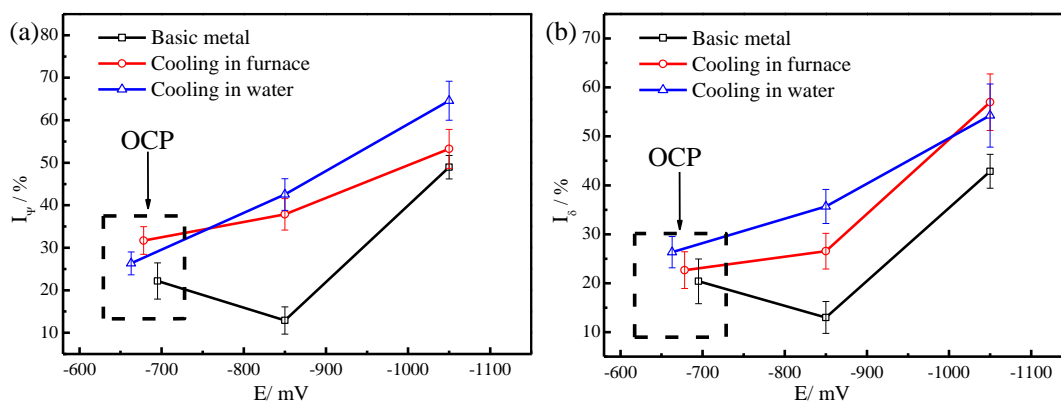 (a)
Basic metal
Cooling in furnace
Cooling in water
OCP
I_Ψ / %
80
70
60
50
40
30
20
10
-600 -700 -800 -900 -1000 -1100
E/ mV
(b)
Basic metal
Cooling in furnace
Cooling in water
OCP
I_δ / %
70
60
50
40
30
20
10
-600 -700 -800 -900 -1000 -1100
E/ mV